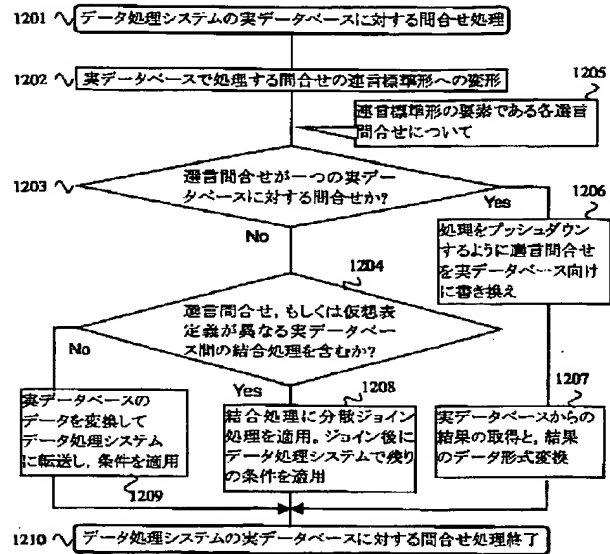 1201 データ処理システムの実データベースに対する問合せ処理
1202 実データベースで処理する問合せの連言標準形への変形
1205
連言標準形の要素である各選言
問合せについて
1203
選言問合せが一つの実デー
タベースに対する問合せか?
Yes
No
1206
処理をプッシュダウン
するように選言問合せ
を実データベース向け
に書き換え
1204
選言問合せ,もしくは仮想表
定義が異なる実データベー
ス間の結合処理を含むか?
No
Yes
1209
実データベースの
データを変換して
データ処理システム
に転送し,条件を適用
1208
結合処理に分散ジョイン
処理を適用。ジョイン後に
データ処理システムで残り
の条件を適用
1207
実データベースからの
結果の取得と,結果
のデータ形式変換
1210 データ処理システムの実データベースに対する問合せ処理終了